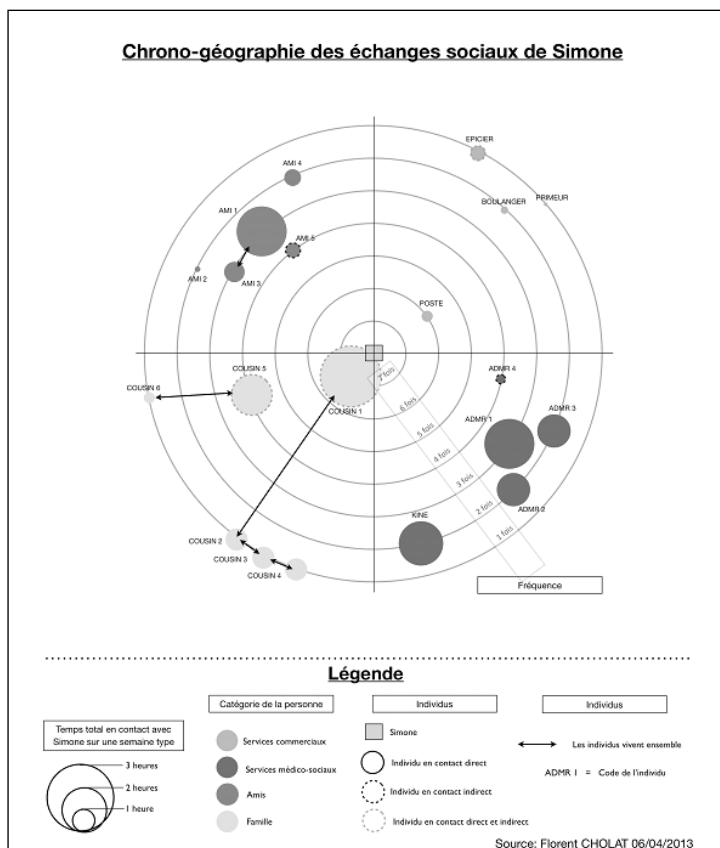 Chrono-géographie des échanges sociaux de Simone
EPICIER
AMI 4
PRIMEUR
BOULANGER
AMI 1
AMI 5
AMI 3
AMI 2
POSTE
COUSIN 5
ADMR 4
7 fois
COUSIN 6
COUSIN 1
6 fois
ADMR 3
ADMR 1
5 fois
4 fois
3 fois
ADMR 2
2 fois
KINE
1 fois
COUSIN 2
COUSIN 3
COUSIN 4
Fréquence
Légende
Catégorie de la personne
Individus
Individus
Temps total en contact avec
Simone sur une semaine type
Simone
Services commerciaux
Les individus vivent ensemble
3 heures
Individu en contact direct
Services médico-sociaux
ADMR 1 = Code de l'individu
2 heures
Individu en contact indirect
Amis
1 heure
Famille
Individu en contact direct et indirect
Source: Florent CHOLAT 06/04/2013